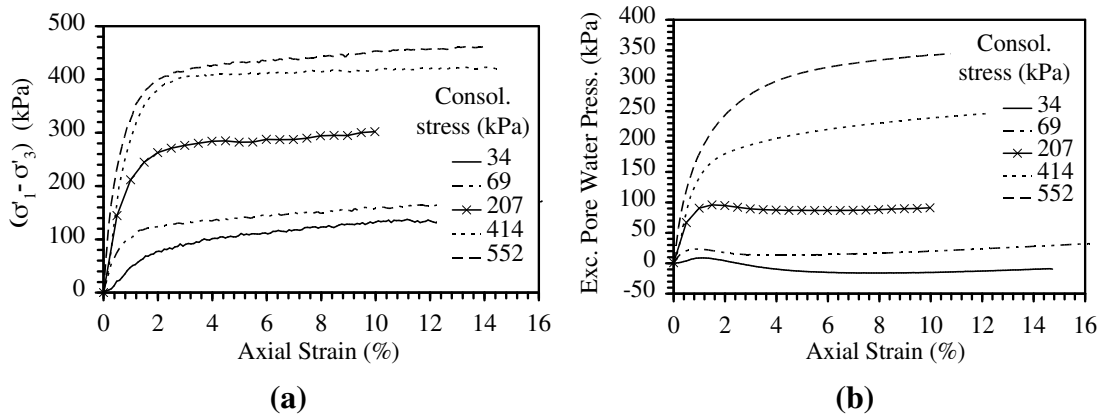 500
400
300
200
100
0
(σ'1- σ'3) (kPa)
0 2 4 6 8 10 12 14 16
Axial Strain (%)
Consol.
stress (kPa)
34
69
207
414
552
(a)
400
350
300
250
200
150
100
50
0
-50
Exc. Pore Water Press. (kPa)
0 2 4 6 8 10 12 14 16
Axial Strain (%)
Consol.
stress (kPa)
34
69
207
414
552
(b)